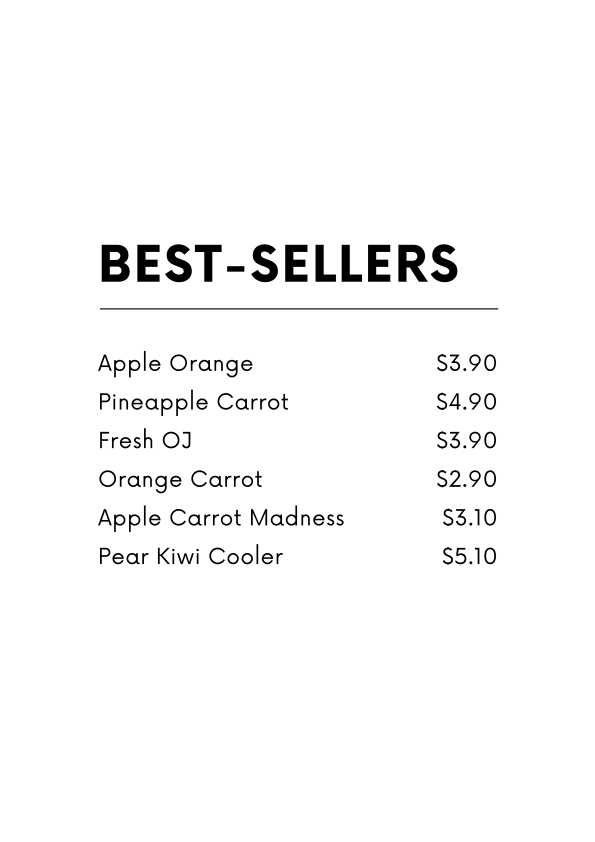 BEST-SELLERS
Apple Orange S3.90
Pineapple Carrot S4.90
Fresh OJ S3.90
Orange Carrot S2.90
Apple Carrot Madness S3.10
Pear Kiwi Cooler S5.10